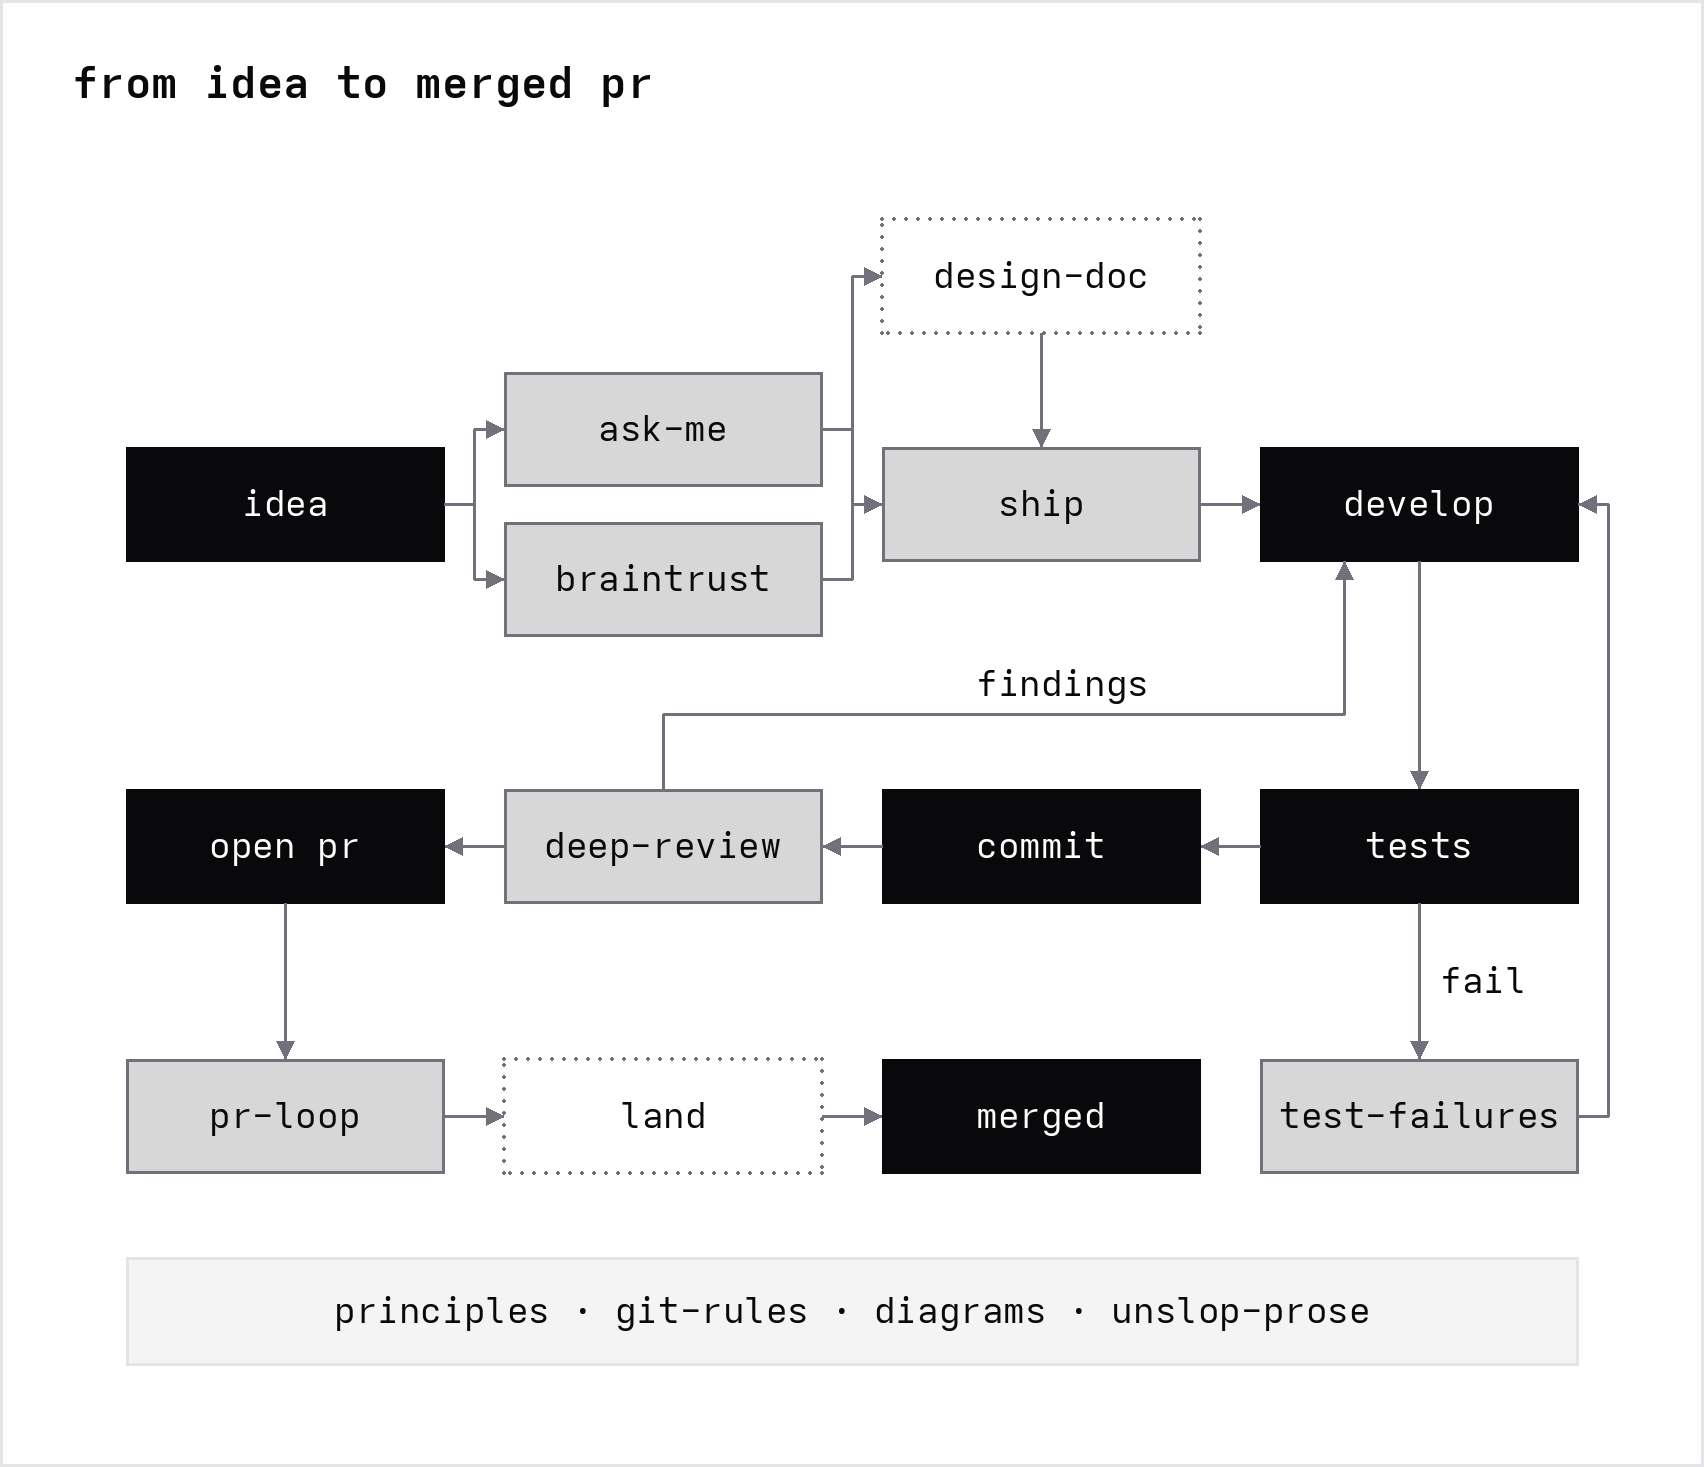 from idea to merged pr
design-doc
ask-me
idea
ship
develop
braintrust
findings
open pr
deep-review
commit
tests
fail
pr-loop
land
merged
test-failures
principles · git-rules · diagrams · unslop-prose